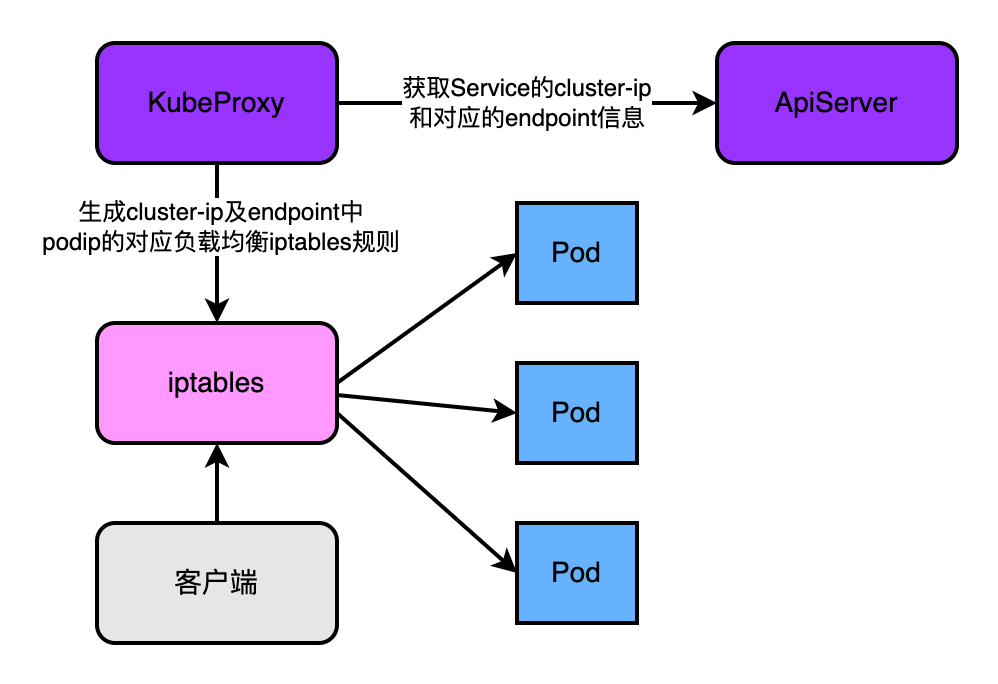 KubeProxy
获取Service的cluster-ip
和对应的endpoint信息
ApiServer
生成cluster-ip及endpoint中
podip的对应负载均衡iptables规则
Pod
iptables
Pod
客户端
Pod